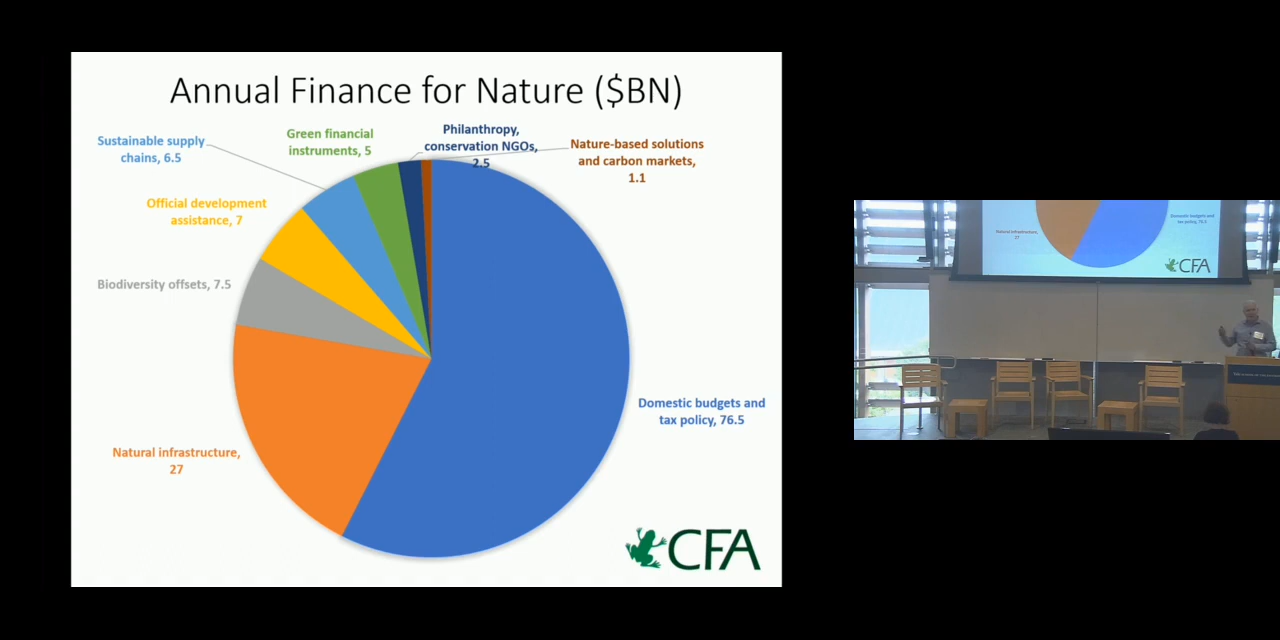 Annual Finance for Nature ($BN)
Sustainable supply
chains, 6.5
Green financial
instruments, 5
Philanthropy,
conservation NGOs,
2.5
Nature-based solutions
and carbon markets,
1.1
Official development
assistance, 7
Biodiversity offsets, 7.5
Domestic budgets and
tax policy, 76.5
Natural infrastructure,
27
CFA
Domestic budgets and
tax policy, 76.5
Natural infrastructure,
27
CFA